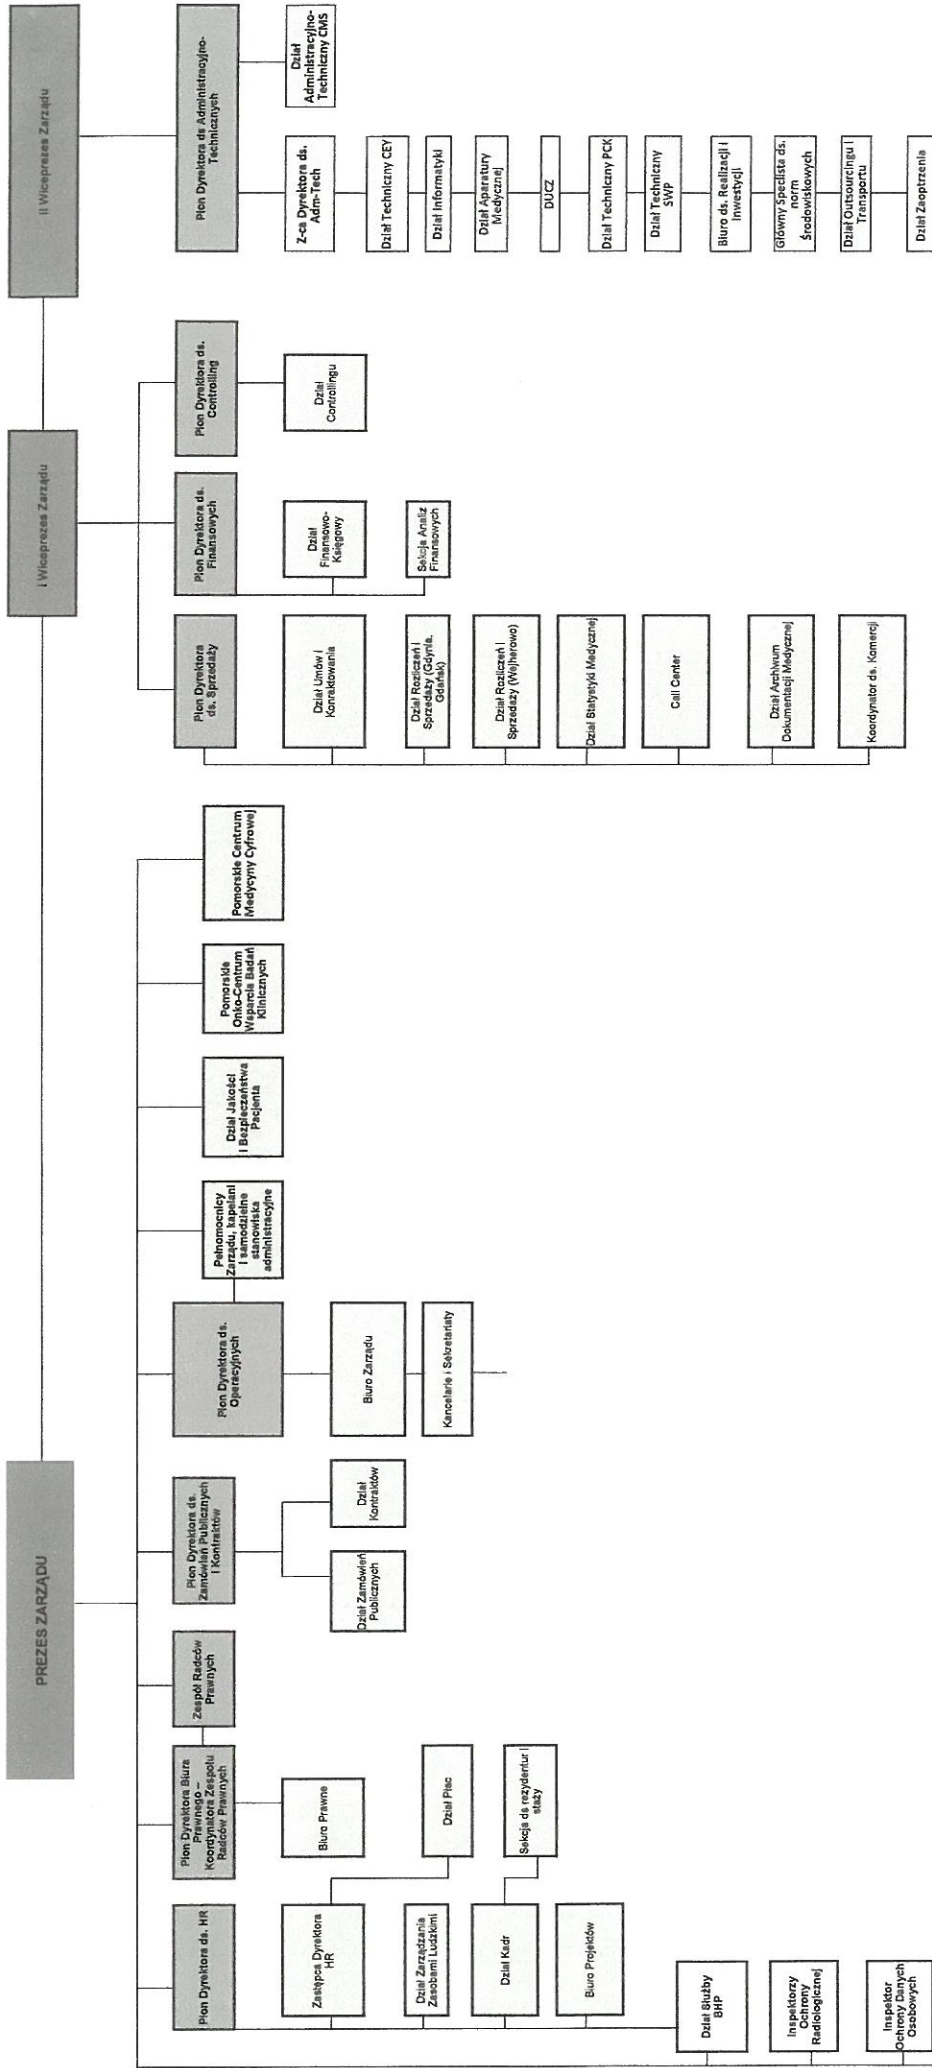 PREZES ZARZĄDU
I Wiceprezes Zarządu
II Wiceprezes Zarządu
Pion Dyrektora ds. HR
Pion Dyrektora Biura
Prawnego –
Koordynatora Zespołu
Radców Prawnych
Zespół Radców
Prawnych
Pion Dyrektora ds.
Zamówień Publicznych
i Kontraktów
Pion Dyrektora ds.
Operacyjnych
Pełnomocnicy
Zarządu, kapelani
i samodzielne
stanowiska
administracyjne
Dział Jakości
i Bezpieczeństwa
Pacjenta
Pomorskie
Onko-Centrum
Wsparcia Badań
Klinicznych
Pomorskie Centrum
Medycyny Cyfrowej
Pion Dyrektora
ds. Sprzedaży
Pion Dyrektora ds.
Finansowych
Pion Dyrektora ds.
Controlling
Pion Dyrektora ds Administracyjno-
Technicznych
Zastępca Dyrektora
HR
Dział Płac
Dział Zarządzania
Zasobami Ludzkimi
Dział Kadr
Sekcja ds rezydentur i
staży
Biuro Projektów
Dział Służby
BHP
Inspektorzy
Ochrony
Radiologicznej
Inspektor
Ochrony Danych
Osobowych
Biuro Prawne
Dział Zamówień
Publicznych
Dział
Kontraktów
Biuro Zarządu
Kancelarie i Sekretariaty
Dział Umów i
Konraktowania
Dział Rozliczeń i
Sprzedaży (Gdynia,
Gdańsk)
Dział Rozliczeń i
Sprzedaży (Wejherowo)
Dział Statystyki Medycznej
Call Center
Dział Archiwum
Dokumentacji Medycznej
Koordynator ds. Komercji
Dział
Finansowo-
Księgowy
Sekcja Analiz
Finansowych
Dział
Controllingu
Z-ca Dyrektora ds.
Adm-Tech
Dział
Administracyjno-
Techniczny CMS
Dział Techniczny CEY
Dział Informatyki
Dział Aparatury
Medycznej
DUCZ
Dział Techniczny PCK
Dział Techniczny
SWP
Biuro ds. Realizacji i
Inwestycji
Główny Speclista ds.
norm
Środowiskowych
Dział Outsourcingu i
Transportu
Dział Zaoptrzenia